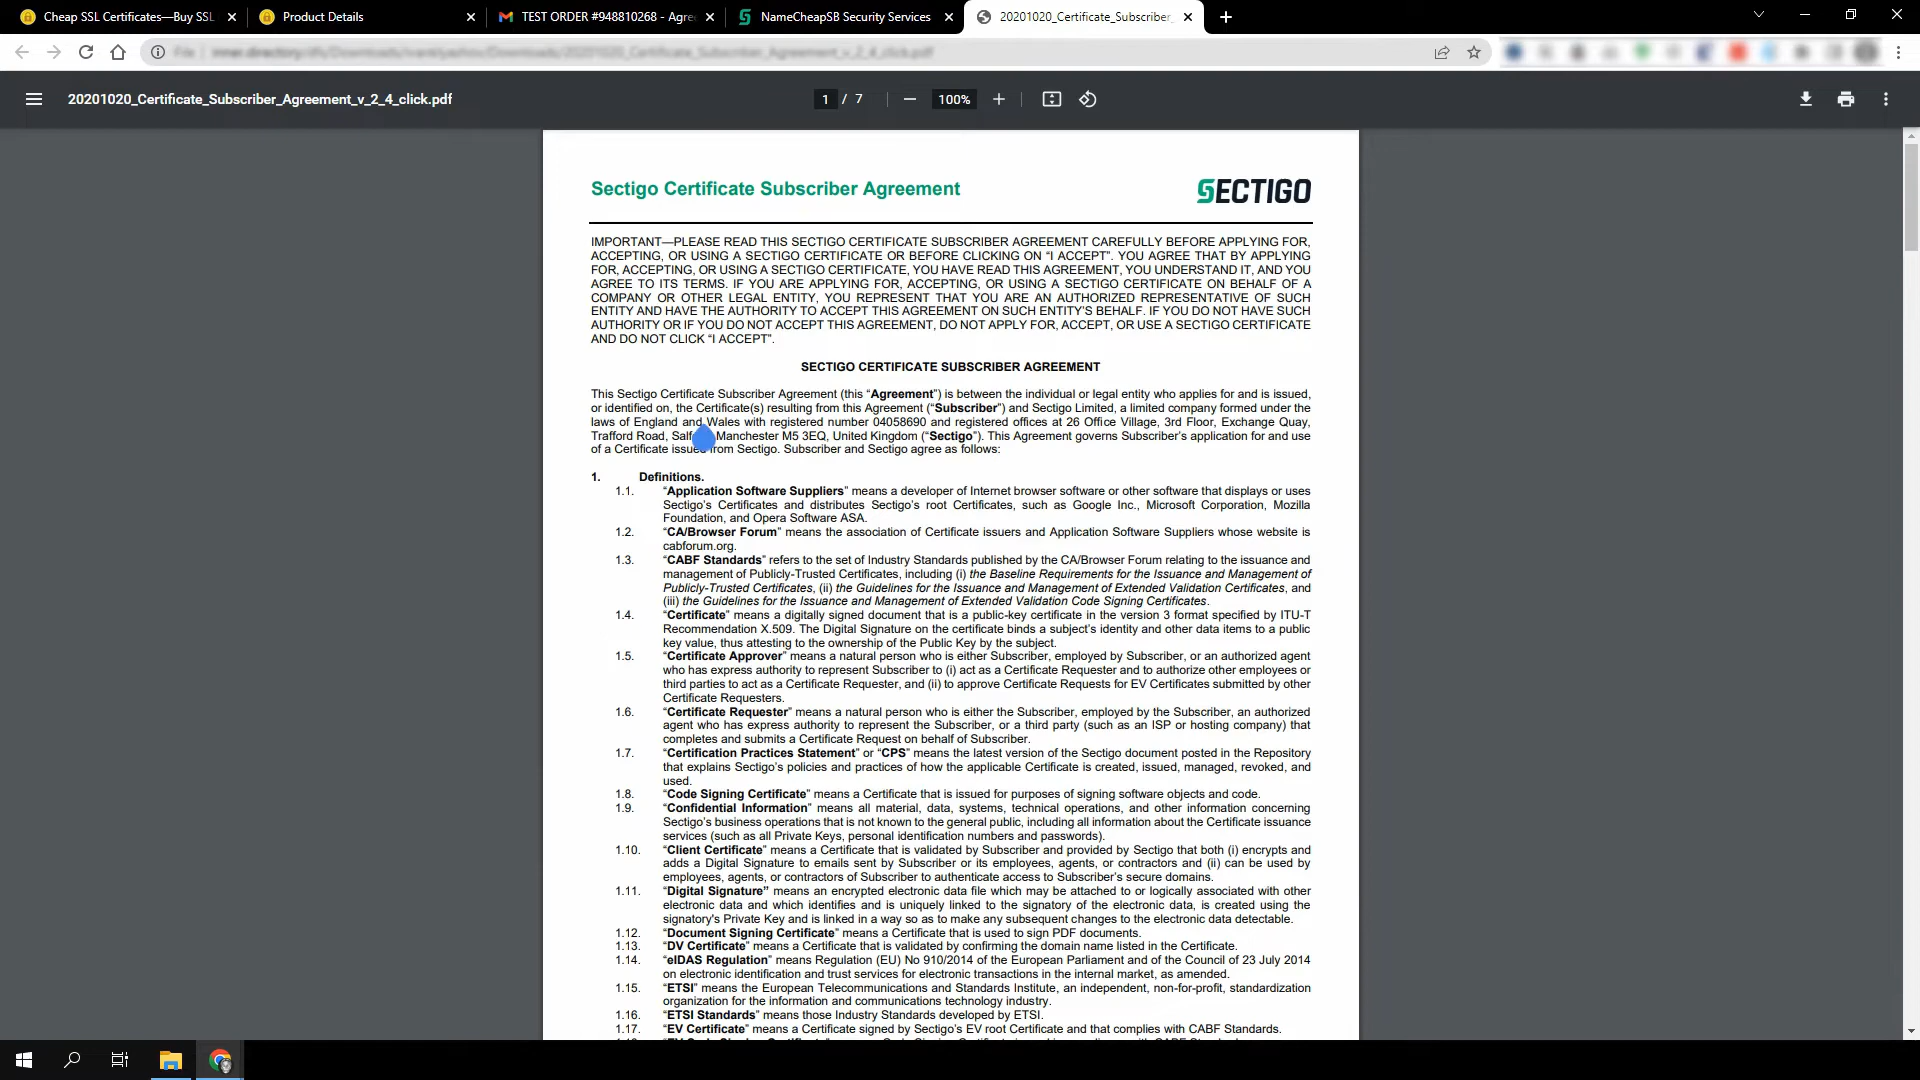 Cheap SSL Certificates—Buy SSL
Product Details
TEST ORDER #948810268 - Agre
NameCheapSB Security Services
20201020_Certificate_Subscriber_
File
20201020_Certificate_Subscriber_Agreement_v_2_4_click.pdf
1 / 7
100%
Sectigo Certificate Subscriber Agreement
SECTIGO
IMPORTANT—PLEASE READ THIS SECTIGO CERTIFICATE SUBSCRIBER AGREEMENT CAREFULLY BEFORE APPLYING FOR,
ACCEPTING, OR USING A SECTIGO CERTIFICATE OR BEFORE CLICKING ON “I ACCEPT”. YOU AGREE THAT BY APPLYING
FOR, ACCEPTING, OR USING A SECTIGO CERTIFICATE, YOU HAVE READ THIS AGREEMENT, YOU UNDERSTAND IT, AND YOU
AGREE TO ITS TERMS. IF YOU ARE APPLYING FOR, ACCEPTING, OR USING A SECTIGO CERTIFICATE ON BEHALF OF A
COMPANY OR OTHER LEGAL ENTITY, YOU REPRESENT THAT YOU ARE AN AUTHORIZED REPRESENTATIVE OF SUCH
ENTITY AND HAVE THE AUTHORITY TO ACCEPT THIS AGREEMENT ON SUCH ENTITY'S BEHALF. IF YOU DO NOT HAVE SUCH
AUTHORITY OR IF YOU DO NOT ACCEPT THIS AGREEMENT, DO NOT APPLY FOR, ACCEPT, OR USE A SECTIGO CERTIFICATE
AND DO NOT CLICK “I ACCEPT”.
SECTIGO CERTIFICATE SUBSCRIBER AGREEMENT
This Sectigo Certificate Subscriber Agreement (this “Agreement”) is between the individual or legal entity who applies for and is issued,
or identified on, the Certificate(s) resulting from this Agreement (“Subscriber”) and Sectigo Limited, a limited company formed under the
laws of England and Wales with registered number 04058690 and registered offices at 26 Office Village, 3rd Floor, Exchange Quay,
Trafford Road, Manchester M5 3EQ, United Kingdom (“Sectigo”). This Agreement governs Subscriber's application for and use
of a Certificate issued from Sectigo. Subscriber and Sectigo agree as follows:
1. Definitions.
1.1. “Application Software Suppliers” means a developer of Internet browser software or other software that displays or uses
Sectigo's Certificates and distributes Sectigo's root Certificates, such as Google Inc., Microsoft Corporation, Mozilla
Foundation, and Opera Software ASA.
1.2. “CA/Browser Forum” means the association of Certificate issuers and Application Software Suppliers whose website is
cabforum.org.
1.3. “CABF Standards” refers to the set of Industry Standards published by the CA/Browser Forum relating to the issuance and
management of Publicly-Trusted Certificates, including (i) the Baseline Requirements for the Issuance and Management of
Publicly-Trusted Certificates, (ii) the Guidelines for the Issuance and Management of Extended Validation Certificates, and
(iii) the Guidelines for the Issuance and Management of Extended Validation Code Signing Certificates.
1.4. “Certificate” means a digitally signed document that is a public-key certificate in the version 3 format specified by ITU-T
Recommendation X.509. The Digital Signature on the certificate binds a subject's identity and other data items to a public
key value, thus attesting to the ownership of the Public Key by the subject.
1.5. “Certificate Approver” means a natural person who is either Subscriber, employed by Subscriber, or an authorized agent
who has express authority to represent Subscriber to (i) act as a Certificate Requester and to authorize other employees or
third parties to act as a Certificate Requester, and (ii) to approve Certificate Requests for EV Certificates submitted by other
Certificate Requesters.
1.6. “Certificate Requester” means a natural person who is either the Subscriber, employed by the Subscriber, an authorized
agent who has express authority to represent the Subscriber, or a third party (such as an ISP or hosting company) that
completes and submits a Certificate Request on behalf of Subscriber.
1.7. “Certification Practices Statement” or “CPS” means the latest version of the Sectigo document posted in the Repository
that explains Sectigo's policies and practices of how the applicable Certificate is created, issued, managed, revoked, and
used.
1.8. “Code Signing Certificate” means a Certificate that is issued for purposes of signing software objects and code.
1.9. “Confidential Information” means all material, data, systems, technical operations, and other information concerning
Sectigo's business operations that is not known to the general public, including all information about the Certificate issuance
services (such as all Private Keys, personal identification numbers and passwords).
1.10. “Client Certificate” means a Certificate that is validated by Subscriber and provided by Sectigo that both (i) encrypts and
adds a Digital Signature to emails sent by Subscriber or its employees, agents, or contractors and (ii) can be used by
employees, agents, or contractors of Subscriber to authenticate access to Subscriber's secure domains.
1.11. “Digital Signature” means an encrypted electronic data file which may be attached to or logically associated with other
electronic data and which identifies and is uniquely linked to the signatory of the electronic data, is created using the
signatory's Private Key and is linked in a way so as to make any subsequent changes to the electronic data detectable.
1.12. “Document Signing Certificate” means a Certificate that is used to sign PDF documents.
1.13. “DV Certificate” means a Certificate that is validated by confirming the domain name listed in the Certificate.
1.14. “eIDAS Regulation” means Regulation (EU) No 910/2014 of the European Parliament and of the Council of 23 July 2014
on electronic identification and trust services for electronic transactions in the internal market, as amended.
1.15. “ETSI” means the European Telecommunications and Standards Institute, an independent, non-for-profit, standardization
organization for the information and communications technology industry.
1.16. “ETSI Standards” means those Industry Standards developed by ETSI.
1.17. “EV Certificate” means a Certificate signed by Sectigo's EV root Certificate and that complies with CABF Standards.